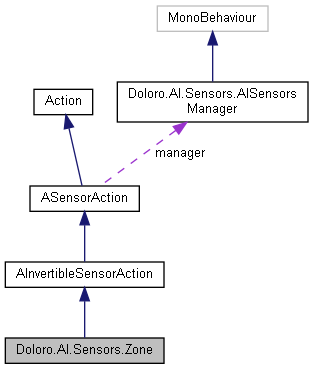 MonoBehaviour
Doloro.AI.Sensors.AISensors
Manager
Action
manager
ASensorAction
AInvertibleSensorAction
Doloro.AI.Sensors.Zone